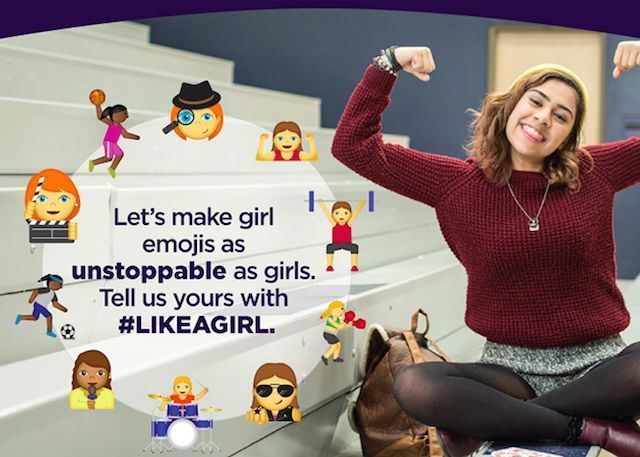 Let's make girl
emojis as
unstoppable as girls.
Tell us yours with
#LIKEAGIRL.